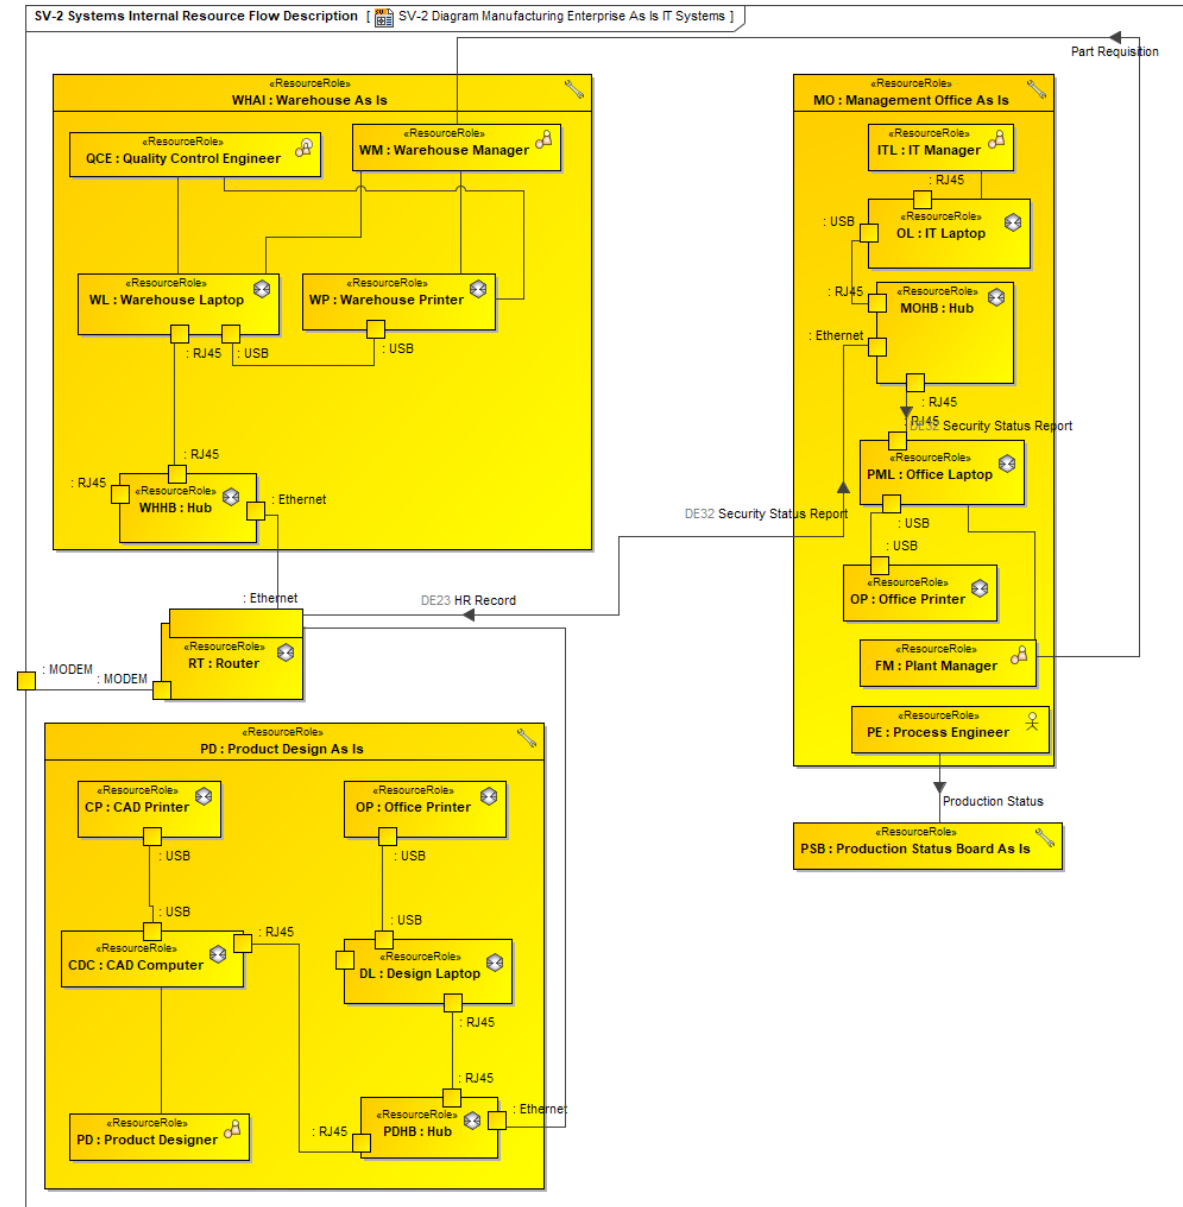 SV-2 Systems Internal Resource Flow Description [ SV-2 Diagram Manufacturing Enterprise As Is IT Systems ]
Part Requisition
«ResourceRole»
WHAI : Warehouse As Is
«ResourceRole»
QCE : Quality Control Engineer
«ResourceRole»
WM : Warehouse Manager
«ResourceRole»
WL : Warehouse Laptop
«ResourceRole»
WP : Warehouse Printer
: RJ45
: USB
: USB
: RJ45
: RJ45
«ResourceRole»
WHHB : Hub
: Ethernet
«ResourceRole»
MO : Management Office As Is
«ResourceRole»
ITL : IT Manager
: RJ45
: USB
«ResourceRole»
OL : IT Laptop
: RJ45
«ResourceRole»
MOHB : Hub
: Ethernet
: RJ45
: RJ45
DE32 Security Status Report
«ResourceRole»
PML : Office Laptop
DE32 Security Status Report
: USB
: USB
«ResourceRole»
OP : Office Printer
«ResourceRole»
FM : Plant Manager
«ResourceRole»
PE : Process Engineer
Production Status
«ResourceRole»
PSB : Production Status Board As Is
: Ethernet
DE23 HR Record
«ResourceRole»
RT : Router
: MODEM
: MODEM
«ResourceRole»
PD : Product Design As Is
«ResourceRole»
CP : CAD Printer
«ResourceRole»
OP : Office Printer
: USB
: USB
: USB
: USB
«ResourceRole»
CDC : CAD Computer
: RJ45
«ResourceRole»
DL : Design Laptop
: RJ45
: RJ45
«ResourceRole»
PD : Product Designer
: RJ45
«ResourceRole»
PDHB : Hub
: Ethernet